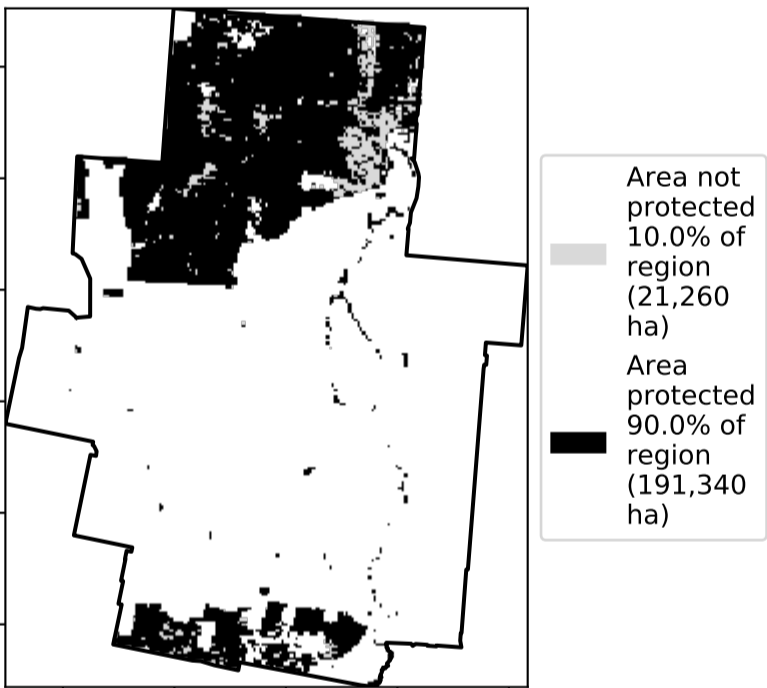 Area not
protected
10.0% of
region
(21,260
ha)
Area
protected
90.0% of
region
(191,340
ha)